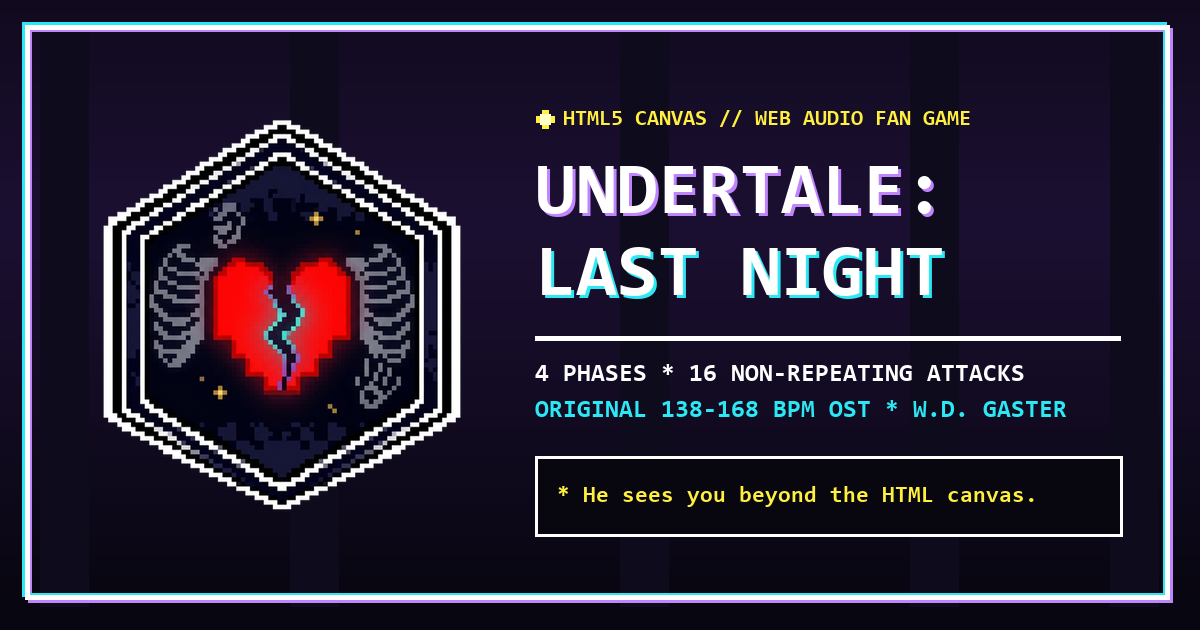 HTML5 CANVAS // WEB AUDIO FAN GAME
UNDERTALE:
LAST NIGHT
4 PHASES * 16 NON-REPEATING ATTACKS
ORIGINAL 138-168 BPM OST * W.D. GASTER
* He sees you beyond the HTML canvas.